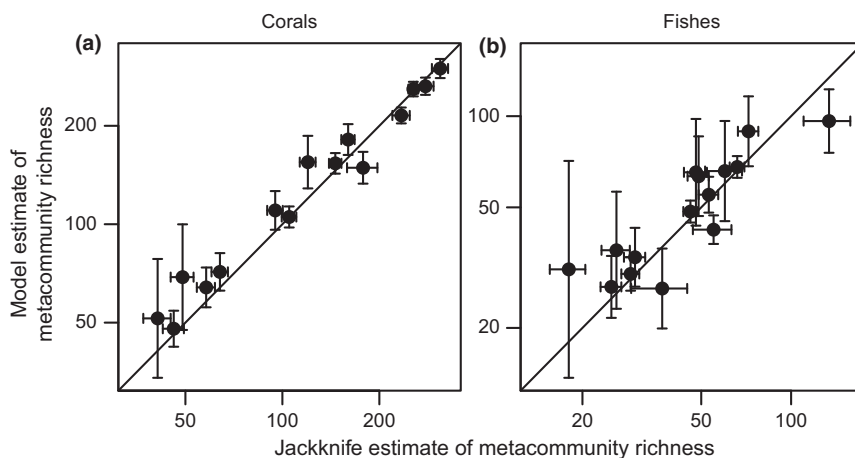 Corals
Fishes
(a)
(b)
Model estimate of
metacommunity richness
200
100
50
100
50
20
50
100
200
20
50
100
Jackknife estimate of metacommunity richness